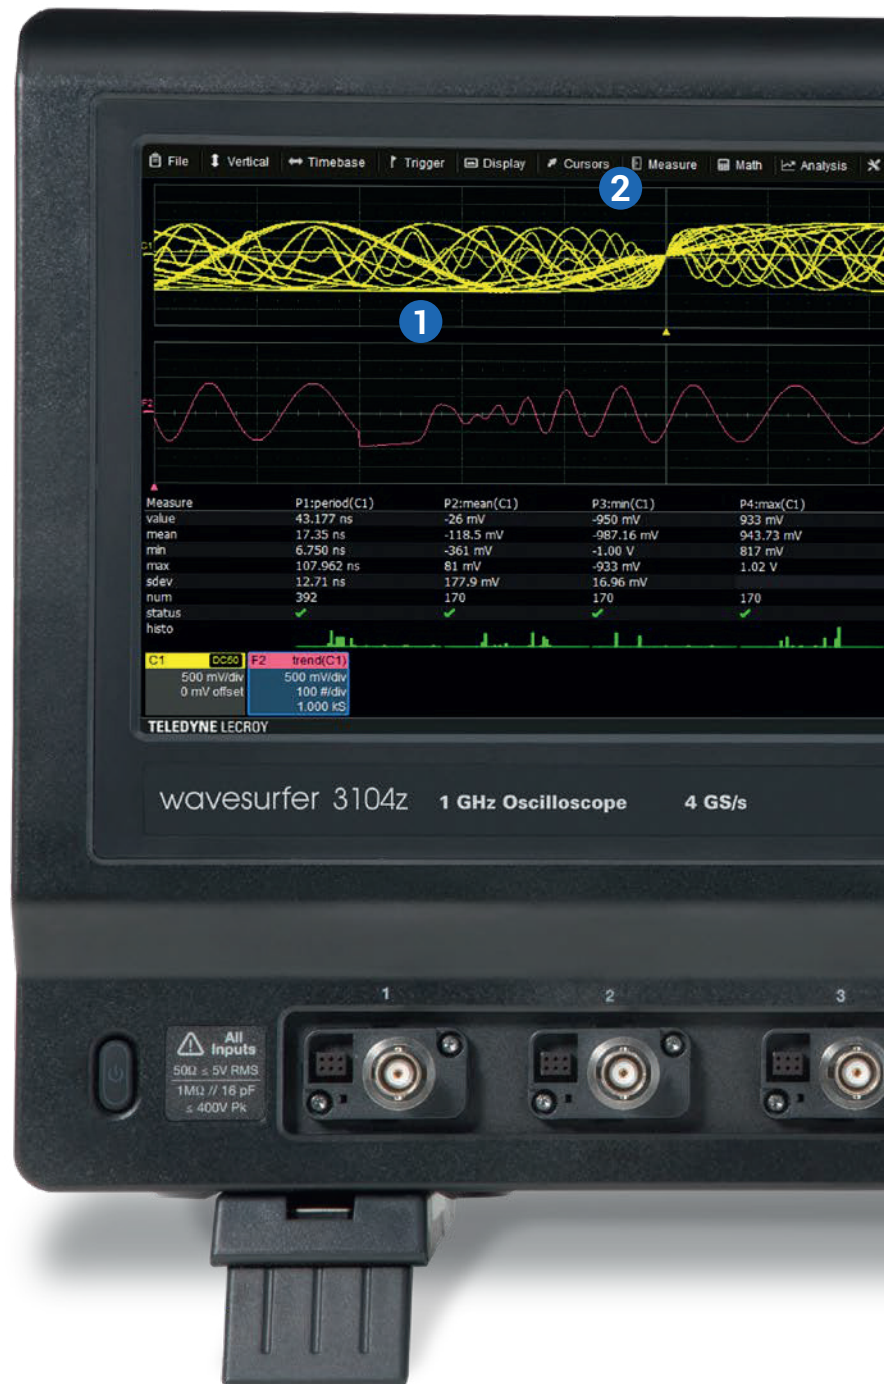 File Vertical Timebase Trigger Display Cursors Measure Math Analysis
2
C1
1
F2
Measure P1:period(C1) P2:mean(C1) P3:min(C1) P4:max(C1)
value 43.177 ns -26 mV -950 mV 933 mV
mean 17.35 ns -118.5 mV -987.16 mV 943.73 mV
min 6.750 ns -361 mV -1.00 V 817 mV
max 107.962 ns 81 mV -933 mV 1.02 V
sdev 12.71 ns 177.9 mV 16.96 mV
num 392 170 170 170
status
histo
C1 DC50 F2 trend(C1)
500 mV/div 500 mV/div
0 mV offset 100 #/div
1.000 kS
TELEDYNE LECROY
wavesurfer 3104z 1 GHz Oscilloscope 4 GS/s
1 2 3
All
Inputs
50Ω ≤ 5V RMS
1MΩ // 16 pF
≤ 400V Pk